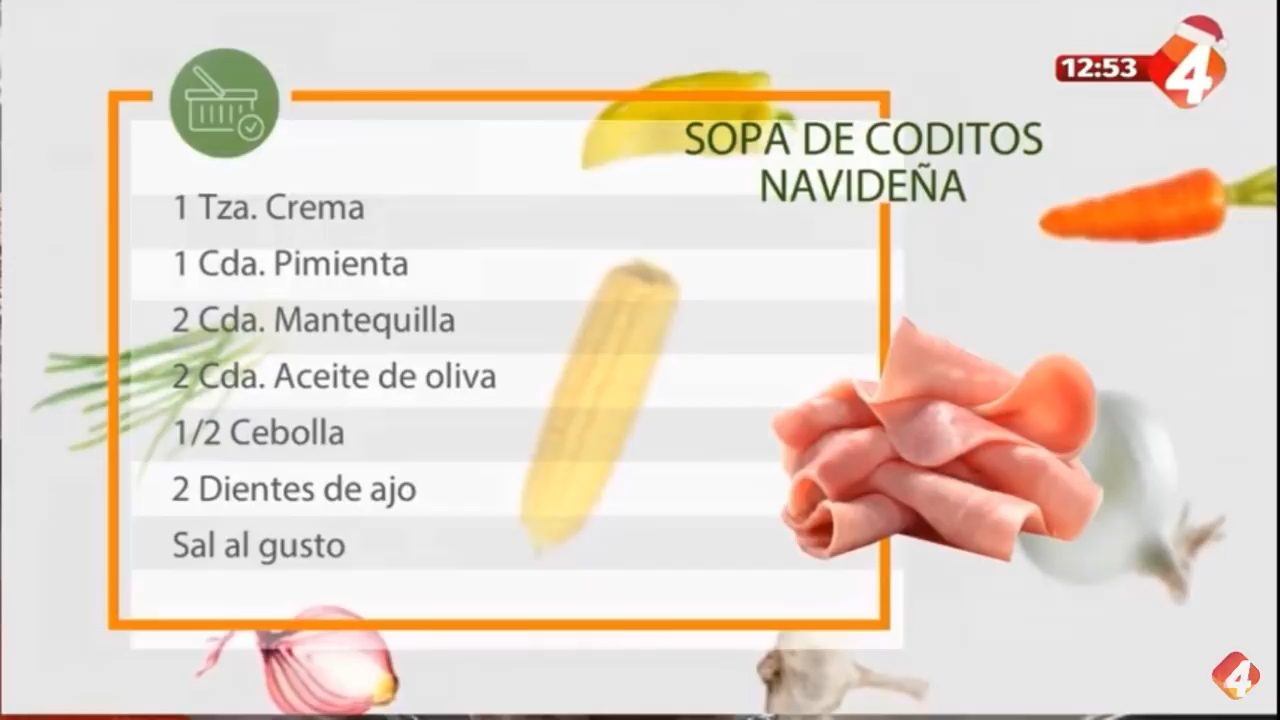 12:53
4
SOPA DE CODITOS
NAVIDEÑA
1 Tza. Crema
1 Cda. Pimienta
2 Cda. Mantequilla
2 Cda. Aceite de oliva
1/2 Cebolla
2 Dientes de ajo
Sal al gusto
4